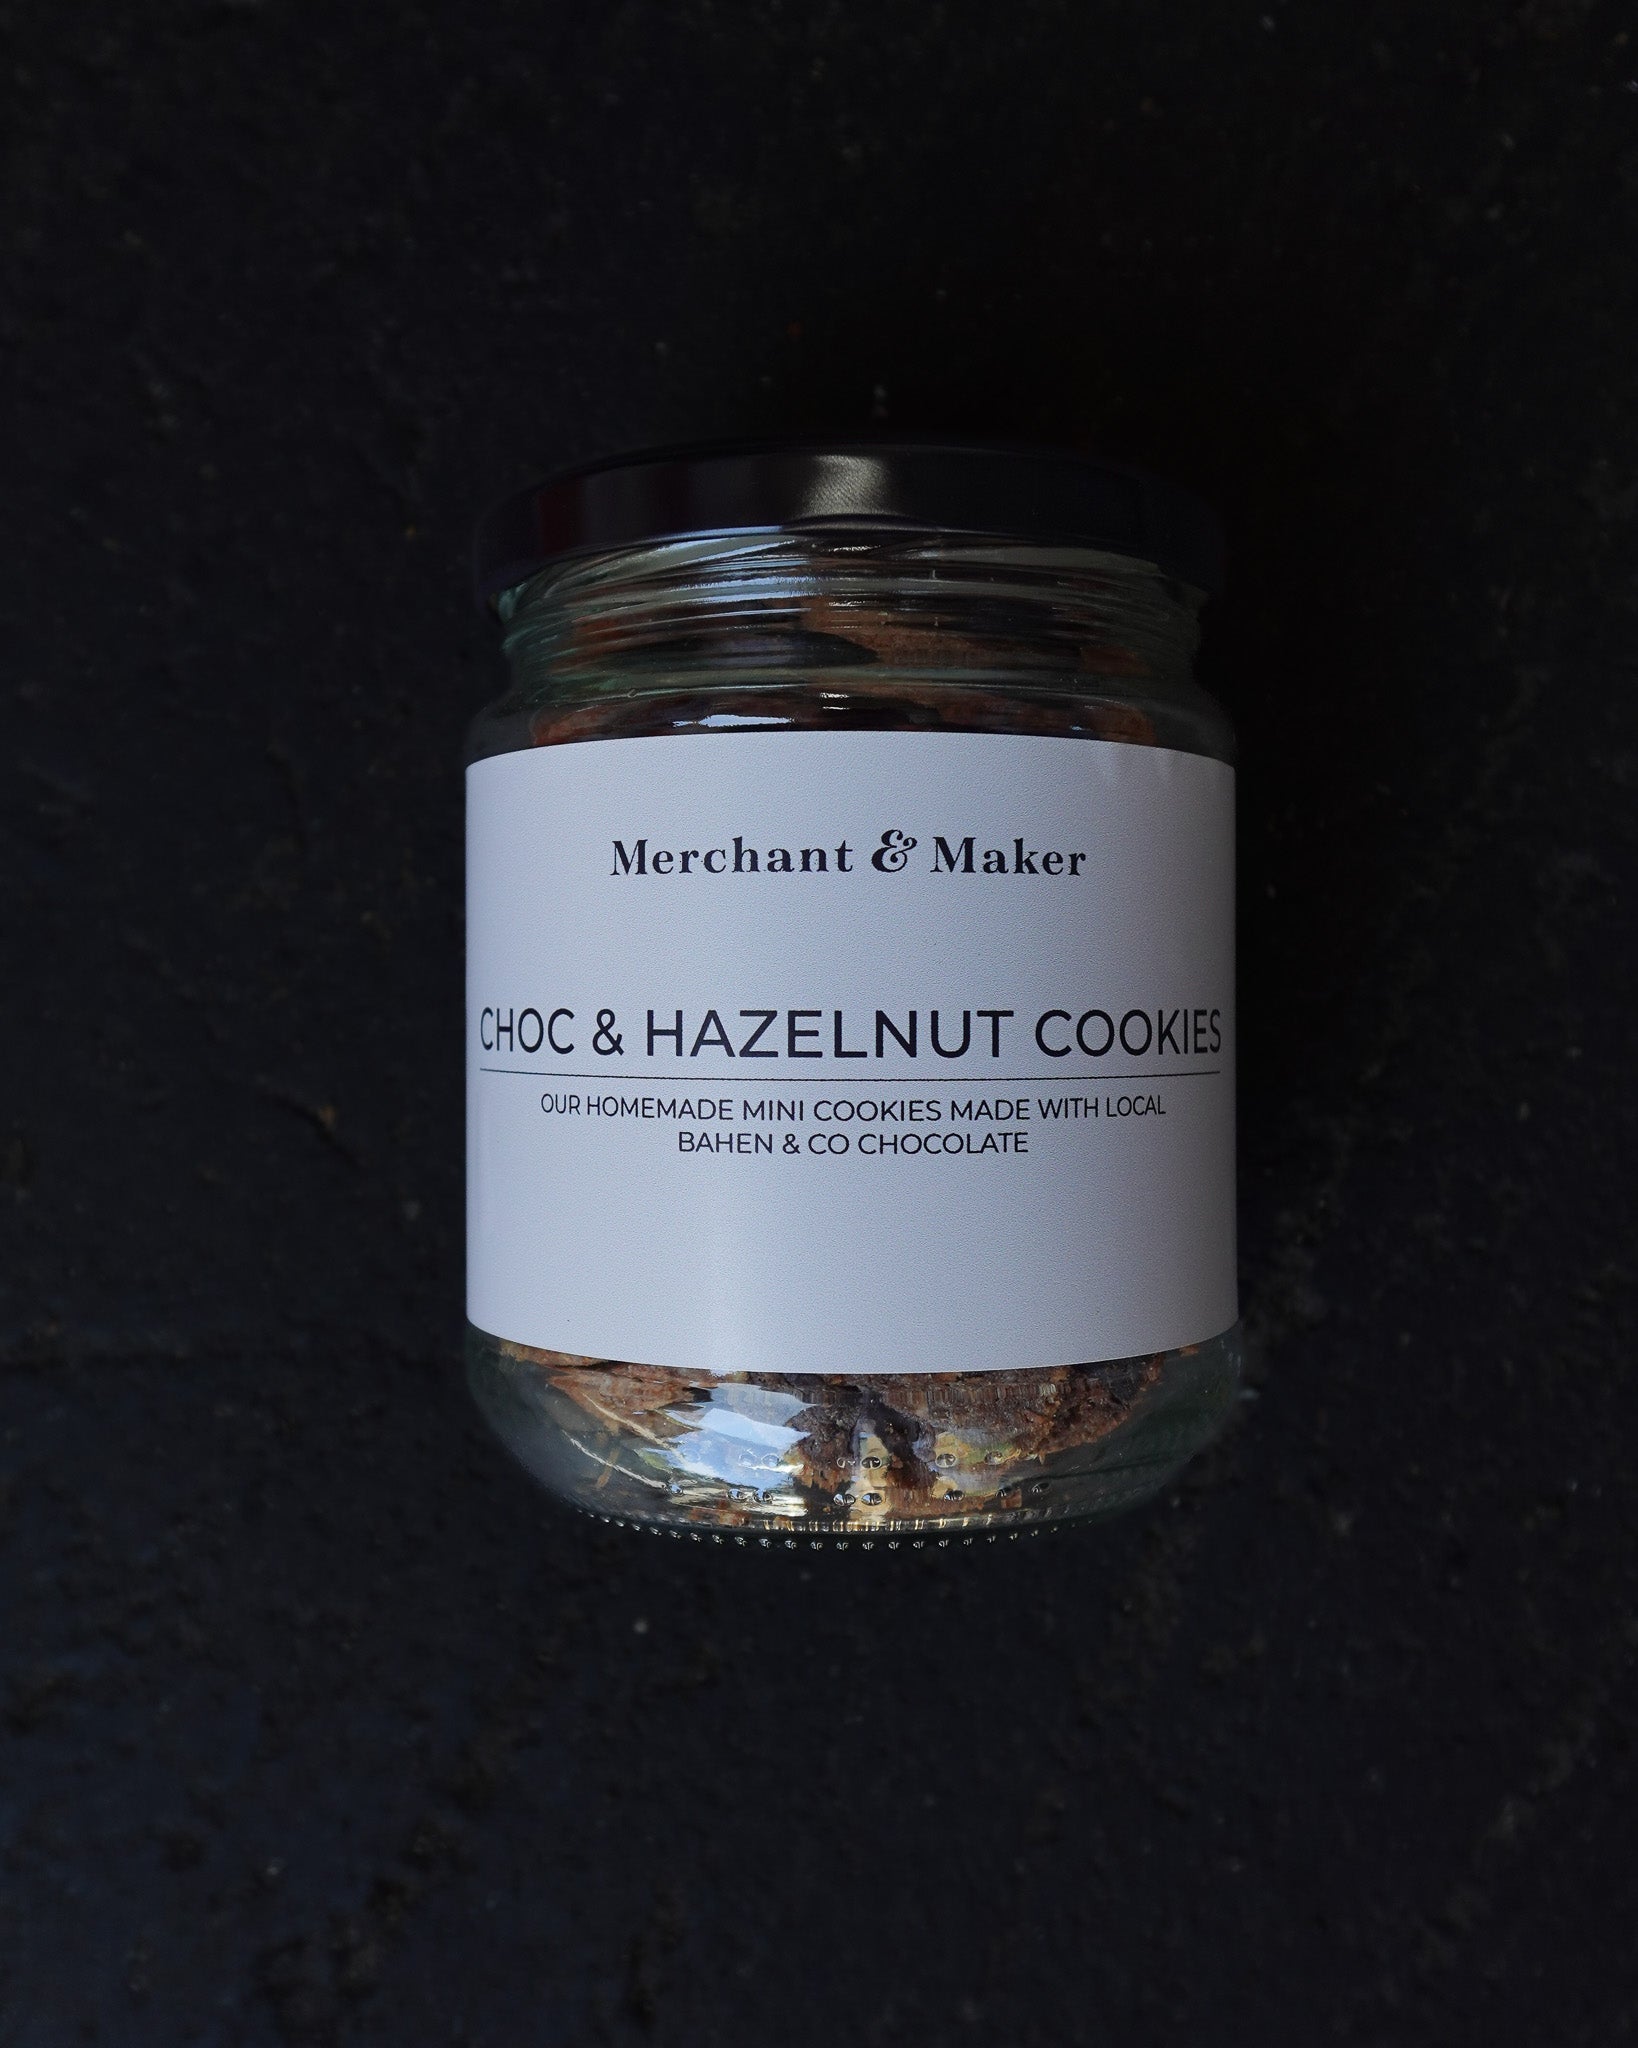 Merchant & Maker
CHOC & HAZELNUT COOKIES
OUR HOMEMADE MINI COOKIES MADE WITH LOCAL
BAHEN & CO CHOCOLATE